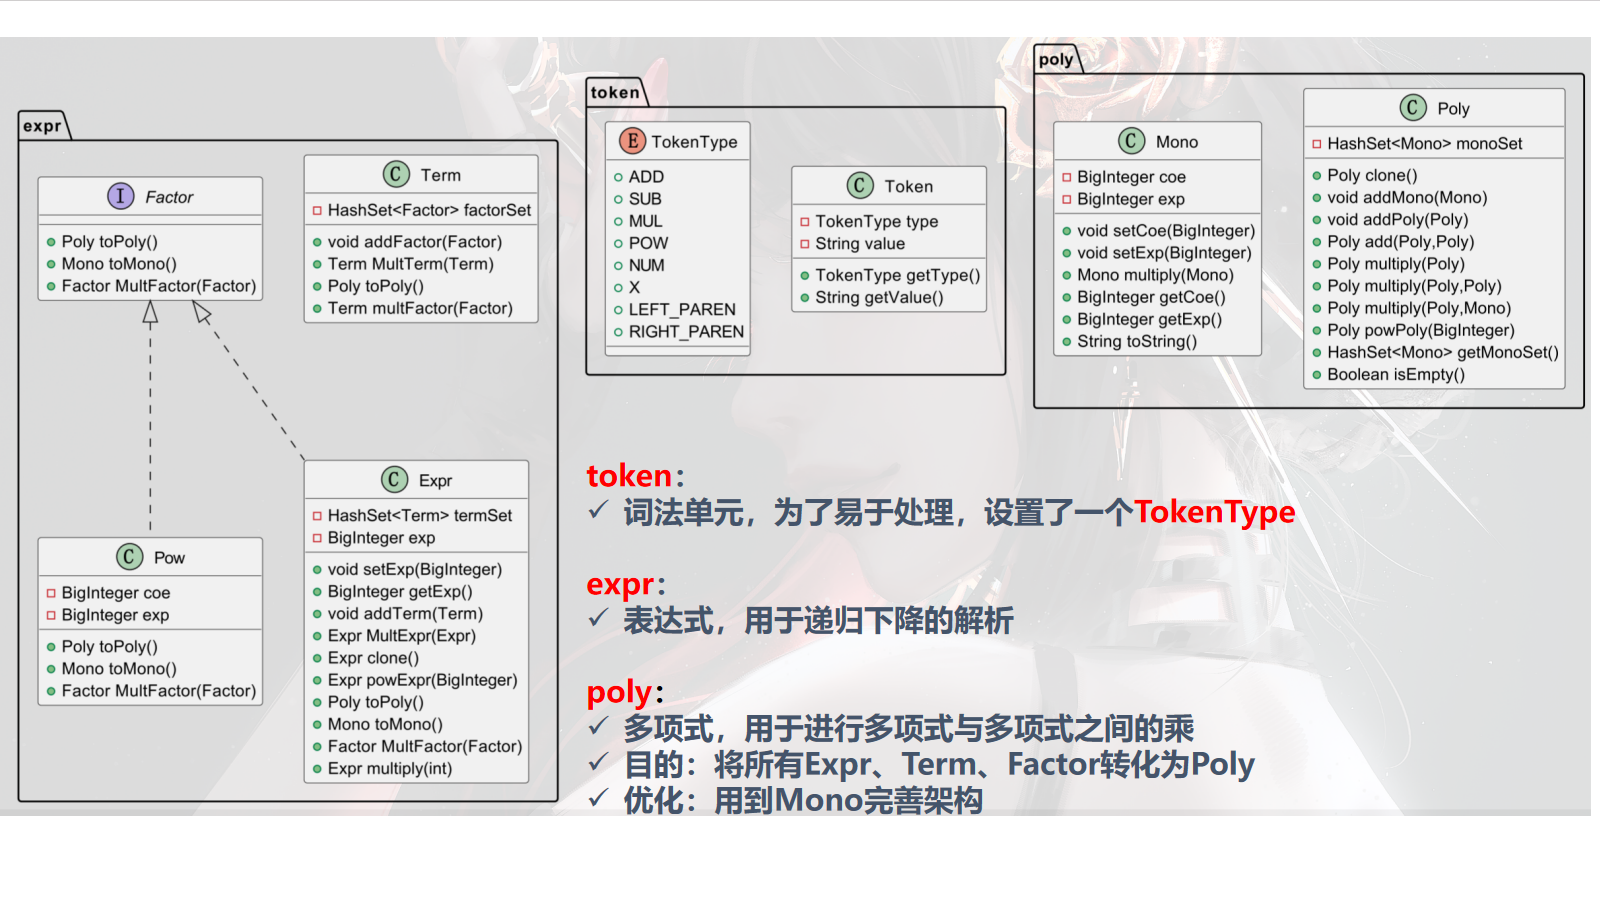 expr
I Factor
Poly toPoly()
Mono toMono()
Factor MultFactor(Factor)
C Term
HashSet<Factor> factorSet
void addFactor(Factor)
Term MultTerm(Term)
Poly toPoly()
Term multFactor(Factor)
C Pow
BigInteger coe
BigInteger exp
Poly toPoly()
Mono toMono()
Factor MultFactor(Factor)
C Expr
HashSet<Term> termSet
BigInteger exp
void setExp(BigInteger)
BigInteger getExp()
void addTerm(Term)
Expr MultExpr(Expr)
Expr clone()
Expr powExpr(BigInteger)
Poly toPoly()
Mono toMono()
Factor MultFactor(Factor)
Expr multiply(int)
token
E TokenType
ADD
SUB
MUL
POW
NUM
X
LEFT_PAREN
RIGHT_PAREN
C Token
TokenType type
String value
TokenType getType()
String getValue()
poly
C Mono
BigInteger coe
BigInteger exp
void setCoe(BigInteger)
void setExp(BigInteger)
Mono multiply(Mono)
BigInteger getCoe()
BigInteger getExp()
String toString()
C Poly
HashSet<Mono> monoSet
Poly clone()
void addMono(Mono)
void addPoly(Poly)
Poly add(Poly,Poly)
Poly multiply(Poly)
Poly multiply(Poly,Poly)
Poly multiply(Poly,Mono)
Poly powPoly(BigInteger)
HashSet<Mono> getMonoSet()
Boolean isEmpty()
token：
✓ 词法单元，为了易于处理，设置了一个TokenType
expr：
✓ 表达式，用于递归下降的解析
poly：
✓ 多项式，用于进行多项式与多项式之间的乘
✓ 目的：将所有Expr、Term、Factor转化为Poly
✓ 优化：用到Mono完善架构